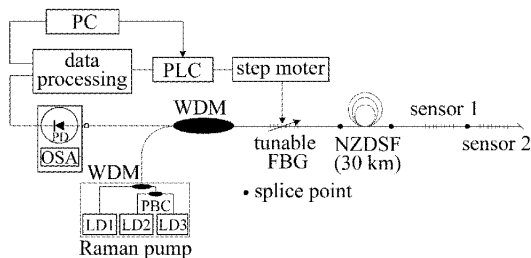 PC
data
processing
PLC
step moter
WDM
sensor 1
PD
OSA
tunable
FBG
NZDSF
(30 km)
sensor 2
WDM
PBC
• splice point
LD1 LD2 LD3
Raman pump